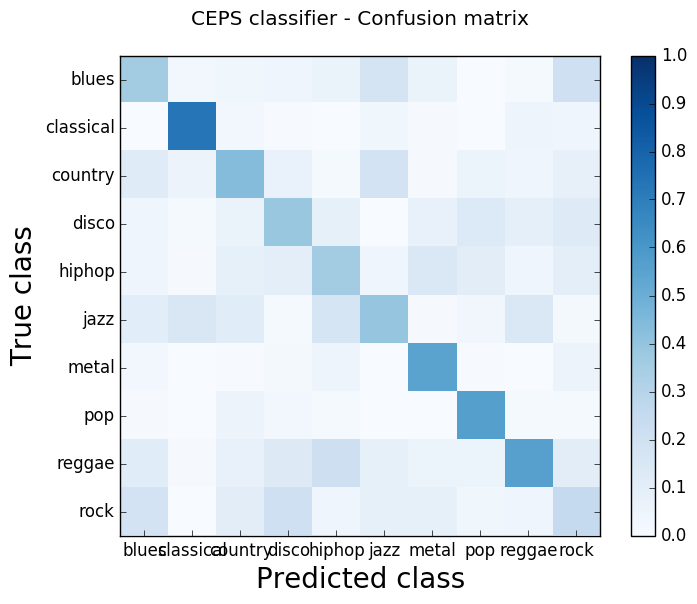 CEPS classifier - Confusion matrix
True class
blues
classical
country
disco
hiphop
jazz
metal
pop
reggae
rock
blues classical country disco hiphop jazz metal pop reggae rock
Predicted class
1.0
0.9
0.8
0.7
0.6
0.5
0.4
0.3
0.2
0.1
0.0